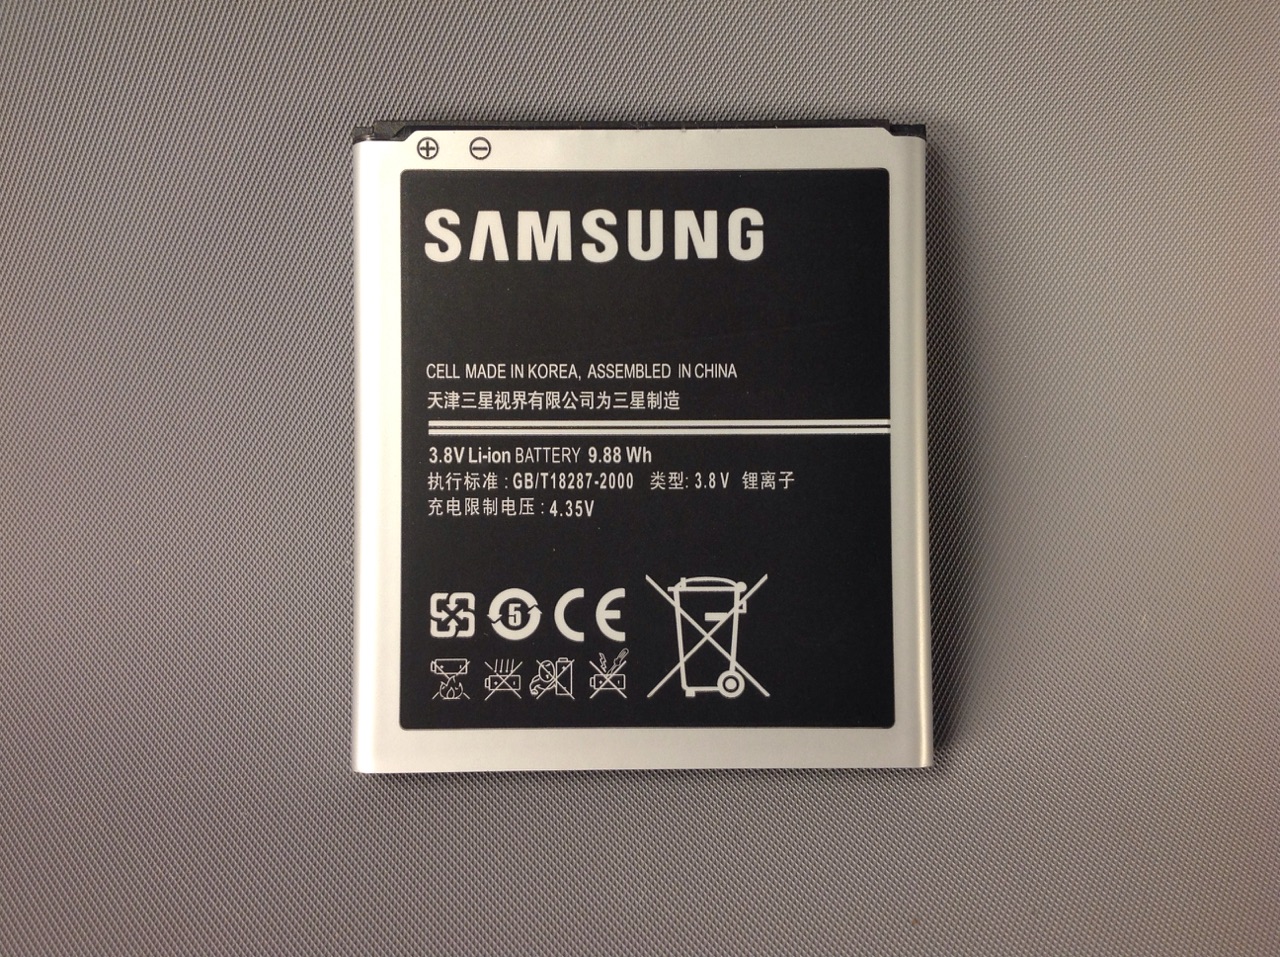 SAMSUNG
CELL MADE IN KOREA, ASSEMBLED IN CHINA
天津三星视界有限公司为三星制造
3.8V Li-ion BATTERY 9.88 Wh
执行标准 : GB/T18287-2000 类型: 3.8 V 锂离子
充电限制电压 : 4.35V
5 CE